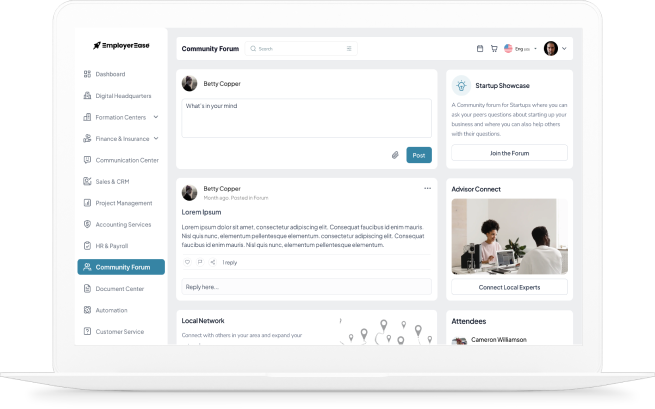 EmployerEase
Community Forum
Search
Eng
Dashboard
Digital Headquarters
Formation Centers
Finance & Insurance
Communication Center
Sales & CRM
Project Management
Accounting Services
HR & Payroll
Community Forum
Document Center
Automation
Customer Service
Betty Copper
What's in your mind
Post
Betty Copper
Month ago. Posted in Forum
Lorem Ipsum
Lorem ipsum dolor sit amet, consectetur adipiscing elit. Consequat faucibus id enim mauris.
Nisl quis nunc, elementum pellentesque elementum. consectetur adipiscing elit. Consequat
faucibus id enim mauris. Nisl quis nunc, elementum pellentesque elementum.
1 reply
Reply here...
Local Network
Connect with others in your area and expand your
Startup Showcase
A Community forum for Startups where you can
ask your peers questions about starting up your
business and where you can also help others
with their questions.
Join the Forum
Advisor Connect
Connect Local Experts
Attendees
Cameron Williamson